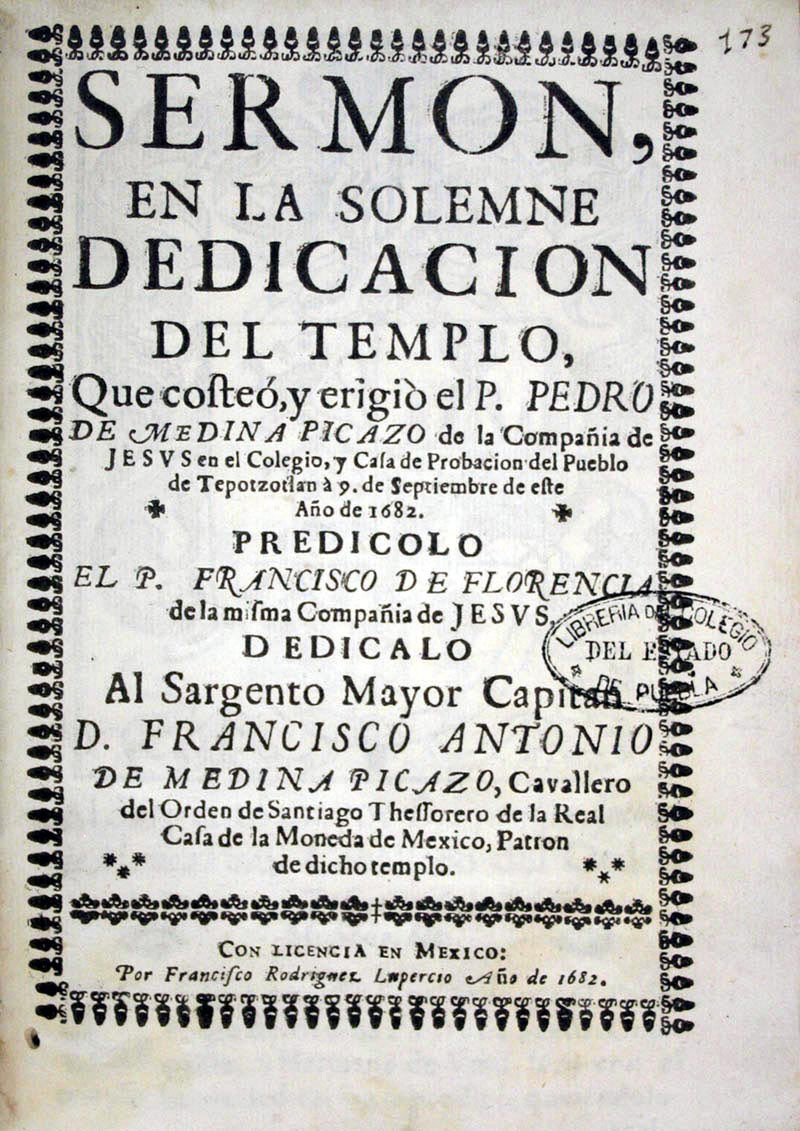 173
SERMON,
EN LA SOLEMNE
DEDICACION
DEL TEMPLO,
Que coſteó, y erigiò el P. PEDRO
DE MEDINA PICAZO de la Compañia de
JESVS en el Colegio, y Caſa de Probacion del Pueblo
de Tepotzotlan à 9. de Septiembre de eſte
✠ Año de 1682. ✠
PREDICOLO
EL P. FRANCISCO DE FLORENCIA
de la miſma Compañia de JESVS,
DEDICALO
Al Sargento Mayor Capitan
D. FRANCISCO ANTONIO
DE MEDINA PICAZO, Cavallero
del Orden de Santiago Theſſorero de la Real
Caſa de la Moneda de Mexico, Patron
*** de dicho templo. ***
CON LICENCIA EN MEXICO:
Por Franciſco Rodriguez Lupercio Año de 1682.
LIBRERIA DEL COLEGIO
DEL ESTADO
* DE PUEBLA *